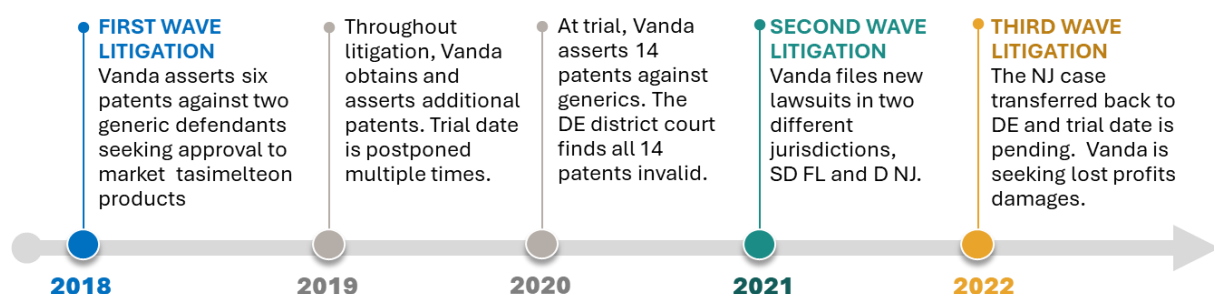 FIRST WAVE
LITIGATION
Vanda asserts six
patents against two
generic defendants
seeking approval to
market tasimelteon
products
Throughout
litigation, Vanda
obtains and
asserts additional
patents. Trial date
is postponed
multiple times.
At trial, Vanda
asserts 14
patents against
generics. The
DE district court
finds all 14
patents invalid.
SECOND WAVE
LITIGATION
Vanda files new
lawsuits in two
different
jurisdictions,
SD FL and D NJ.
THIRD WAVE
LITIGATION
The NJ case
transferred back to
DE and trial date is
pending. Vanda is
seeking lost profits
damages.
2018
2019
2020
2021
2022